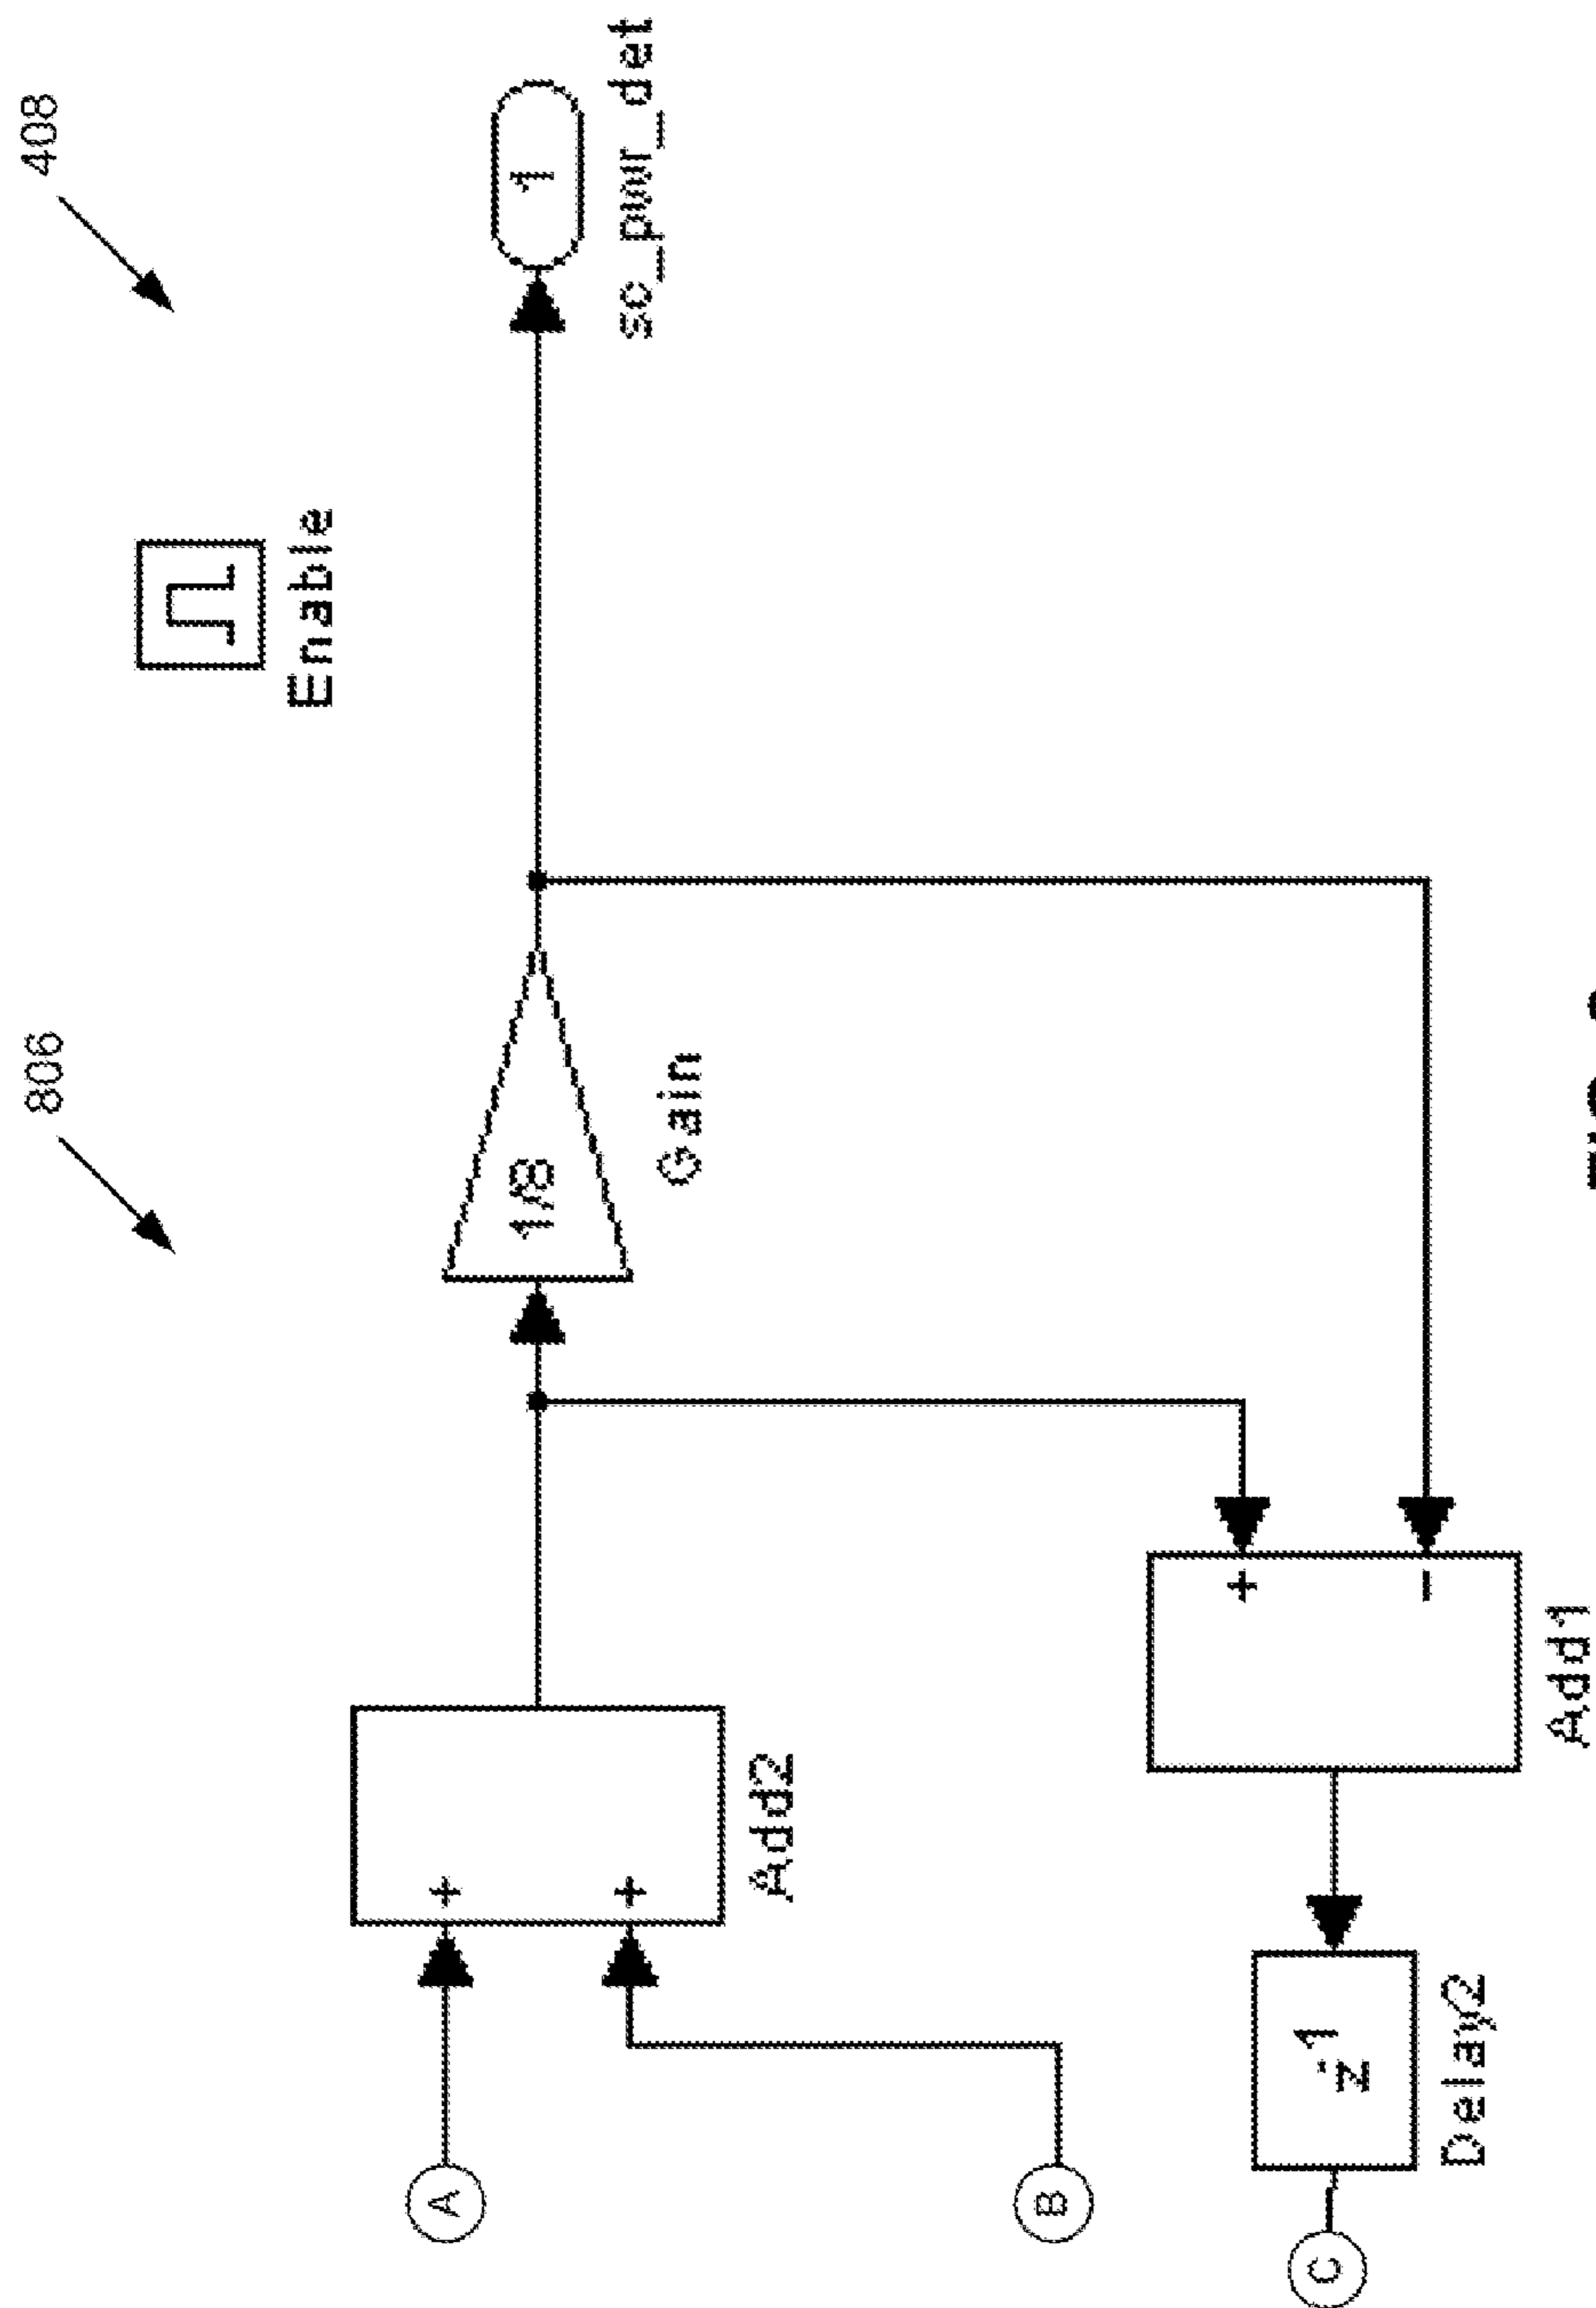 806
408
Enable
A
+
+
Add2
1/8
Gain
1
sc_pwr_det
B
C
z-1
Delay2
+
-
Add1